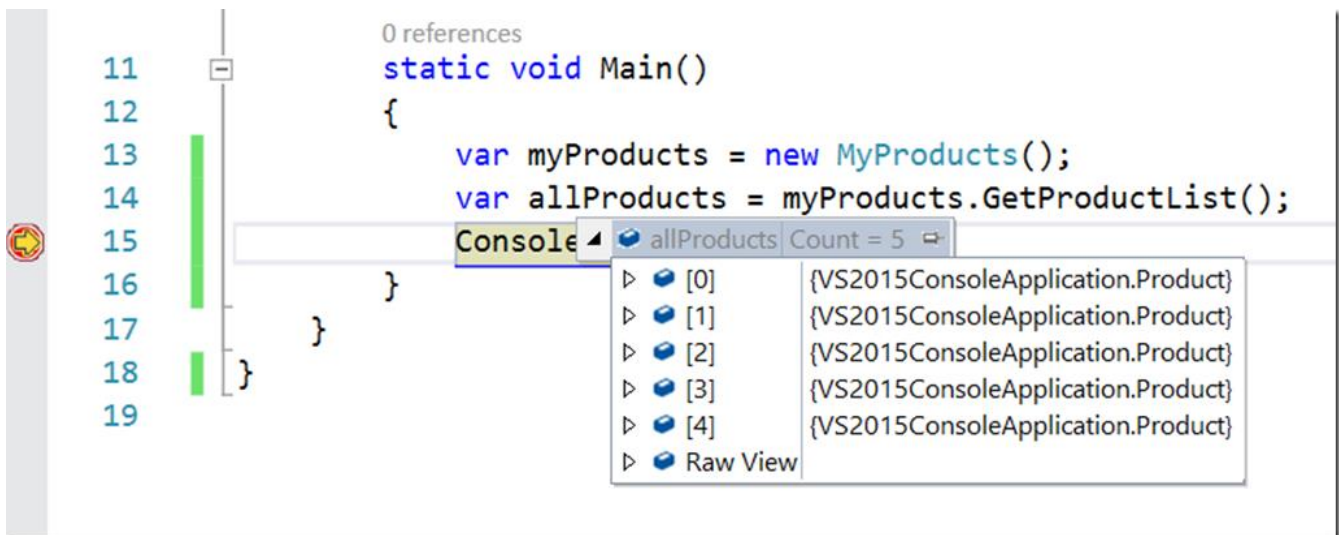 0 references
11 static void Main()
12 {
13 var myProducts = new MyProducts();
14 var allProducts = myProducts.GetProductList();
15 Console allProducts Count = 5
[0] {VS2015ConsoleApplication.Product}
16 }
[1] {VS2015ConsoleApplication.Product}
17 }
[2] {VS2015ConsoleApplication.Product}
18 }
[3] {VS2015ConsoleApplication.Product}
19
[4] {VS2015ConsoleApplication.Product}
Raw View